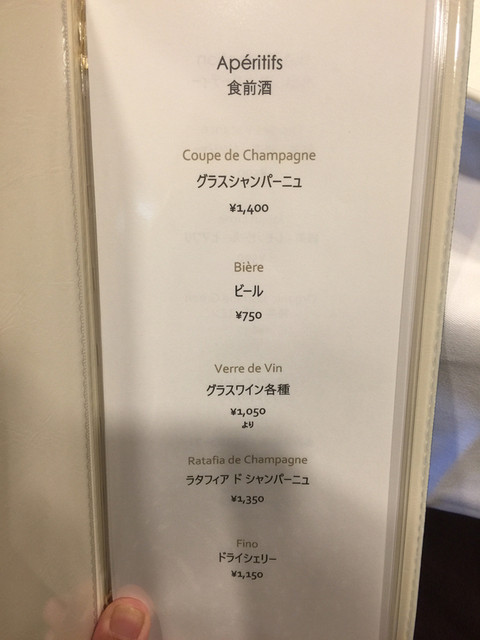 Apéritifs
食前酒
Coupe de Champagne
グラスシャンパーニュ
¥1,400
Bière
ビール
¥750
Verre de Vin
グラスワイン各種
¥1,050
より
Ratafia de Champagne
ラタフィア ド シャンパーニュ
¥1,350
Fino
ドライシェリー
¥1,150